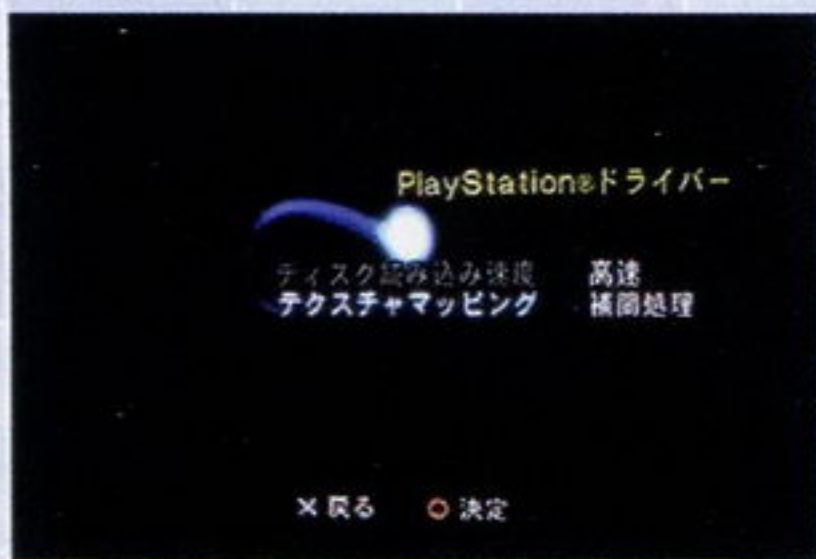 PlayStation®ドライバー
ディスク読み込み速度 高速
テクスチャマッピング 補間処理
× 戻る ○ 決定